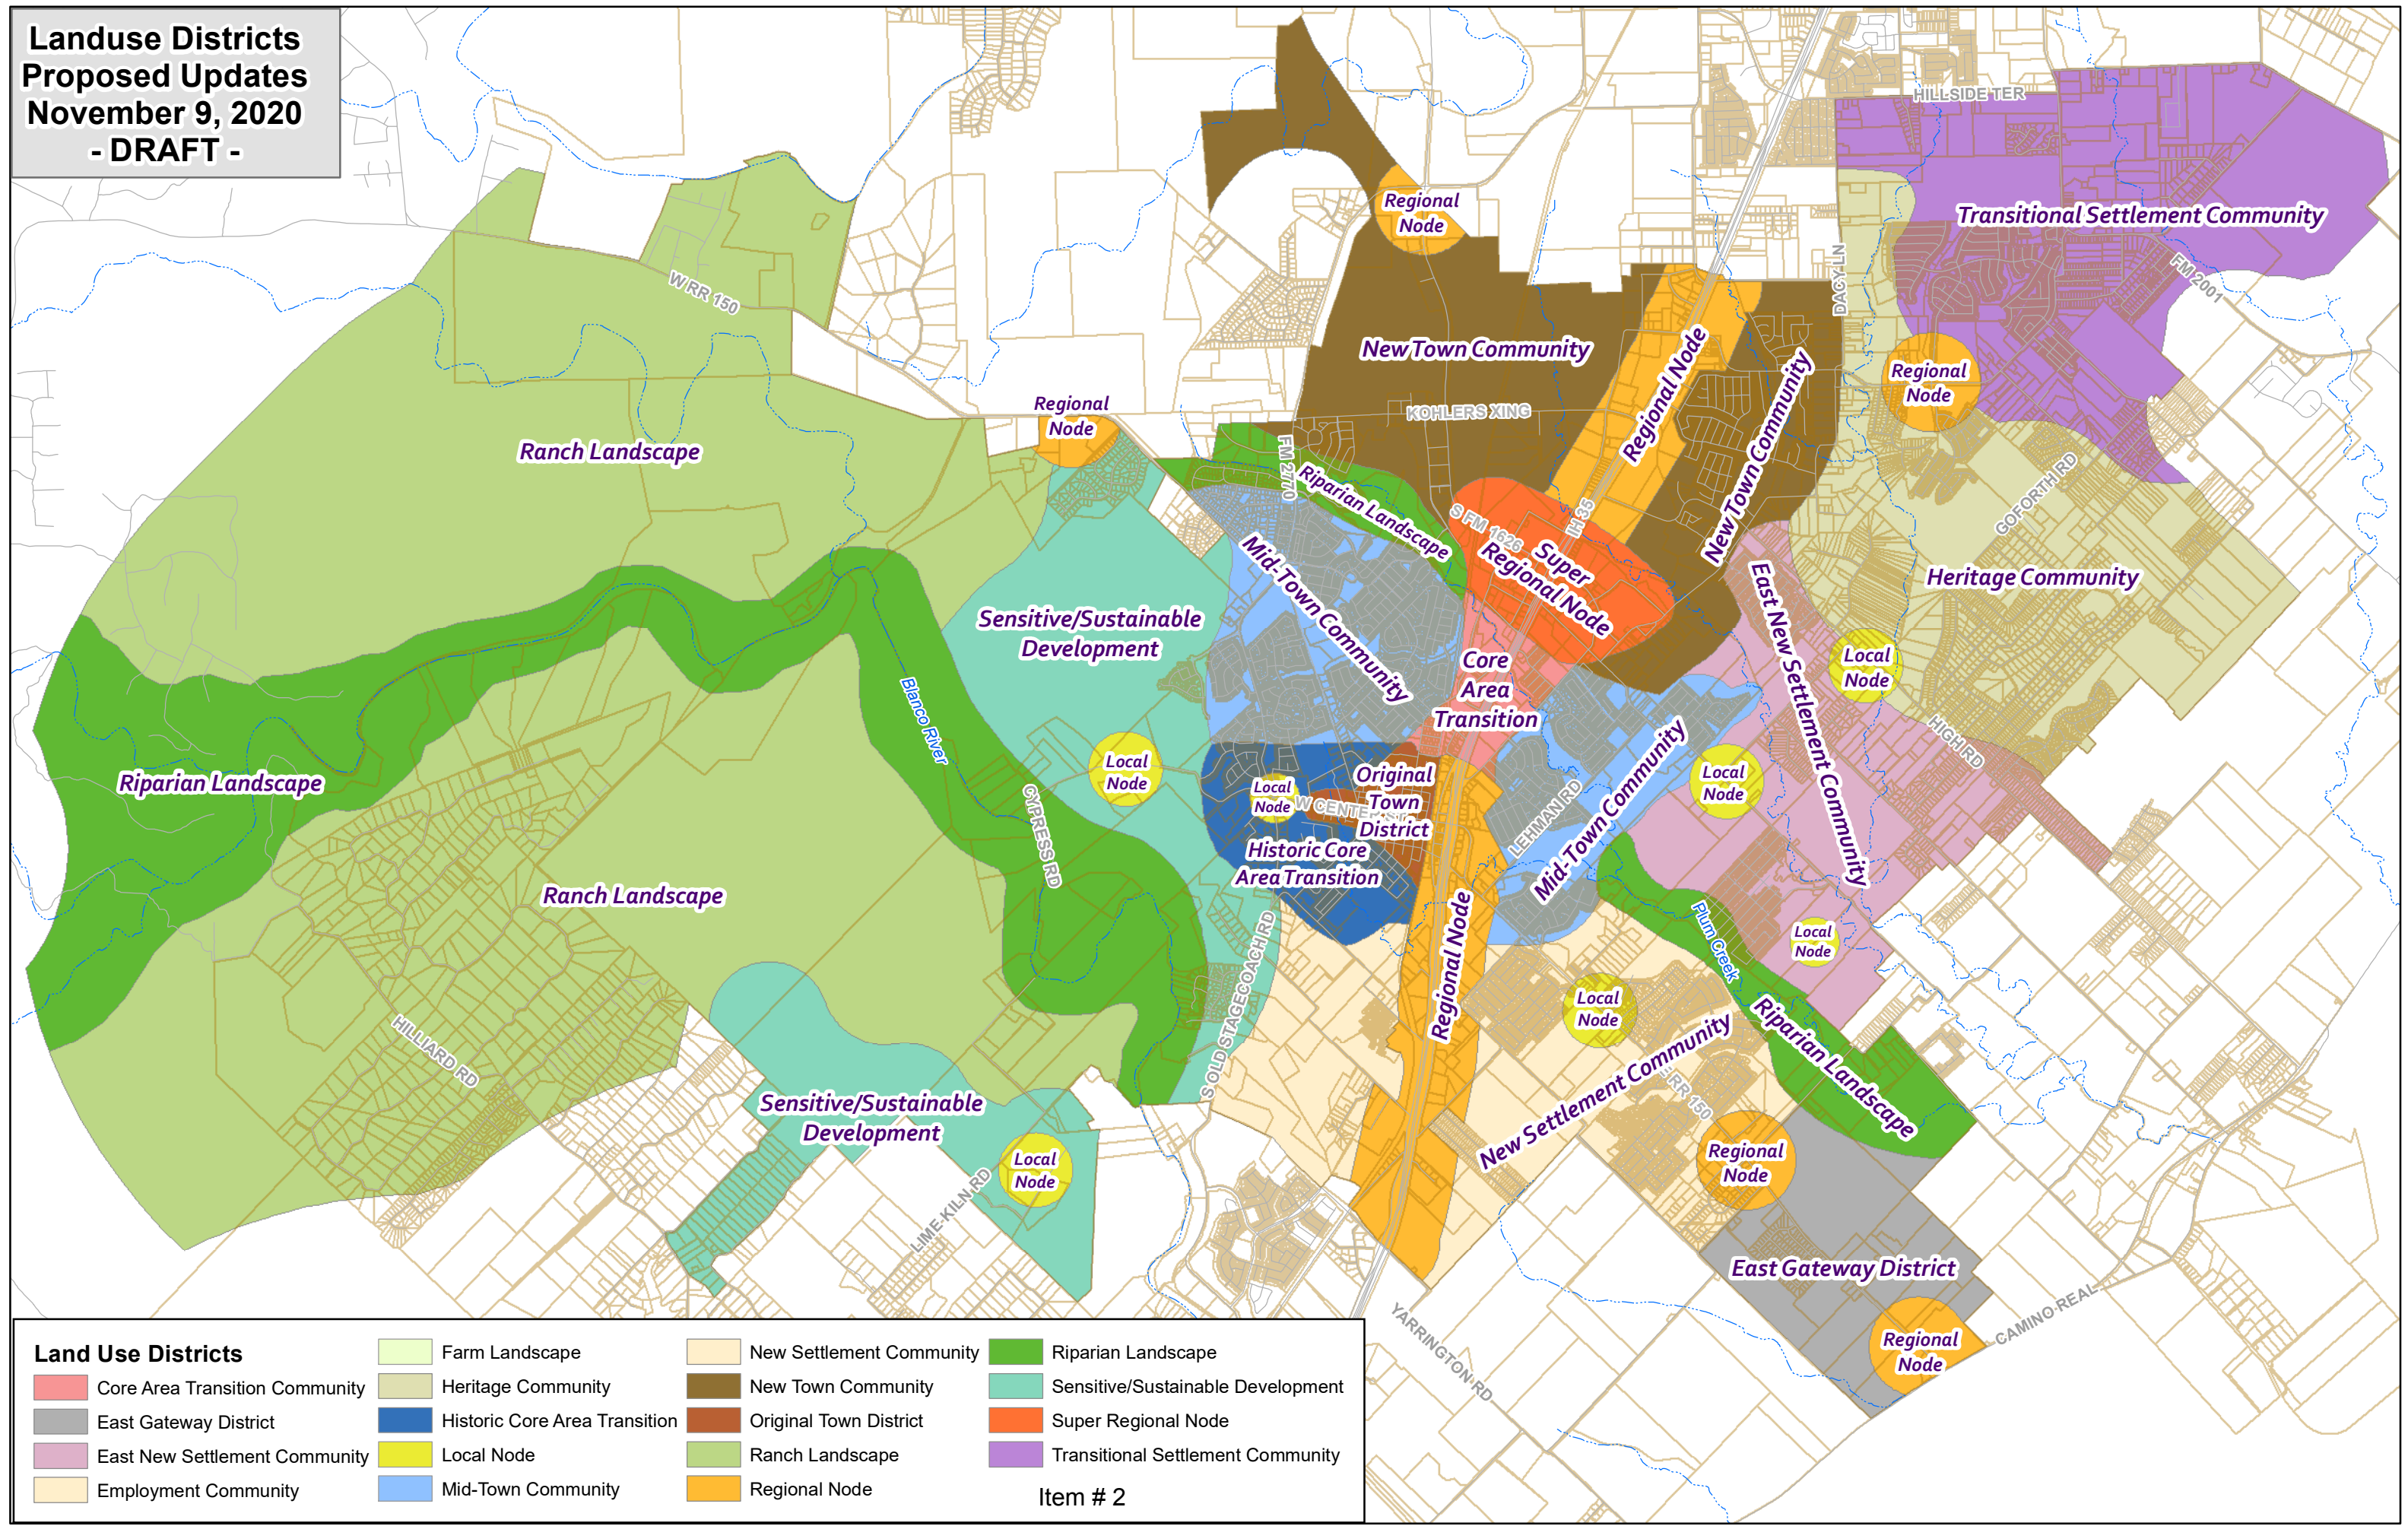 Landuse Districts
Proposed Updates
November 9, 2020
- DRAFT -
HILLSIDE TER
Regional
Node
Transitional Settlement Community
DACY LN
FM 2001
W RR 150
New Town Community
Regional Node
New Town Community
Regional
Node
Regional
Node
KOHLERS XING
Ranch Landscape
FM 2770
Riparian Landscape
S FM 1626
IH 35
GOFORTH RD
Super
Regional Node
Mid-Town Community
Heritage Community
East New Settlement Community
Sensitive/Sustainable
Development
Core
Area
Transition
Local
Node
Blanco River
HIGH RD
Riparian Landscape
Local
Node
Local
Node
W CENTER ST
Original
Town
District
Historic Core
Area Transition
LEHMAN RD
Mid-Town Community
Local
Node
CYPRESS RD
Ranch Landscape
S OLD STAGECOACH RD
Regional Node
Plum Creek
Local
Node
Local
Node
HILLIARD RD
New Settlement Community
RR 150
Riparian Landscape
Sensitive/Sustainable
Development
Local
Node
LIME KILN RD
Regional
Node
East Gateway District
Regional
Node
CAMINO REAL
YARRINGTON RD
Land Use Districts
Core Area Transition Community
East Gateway District
East New Settlement Community
Employment Community
Farm Landscape
Heritage Community
Historic Core Area Transition
Local Node
Mid-Town Community
New Settlement Community
New Town Community
Original Town District
Ranch Landscape
Regional Node
Riparian Landscape
Sensitive/Sustainable Development
Super Regional Node
Transitional Settlement Community
Item # 2